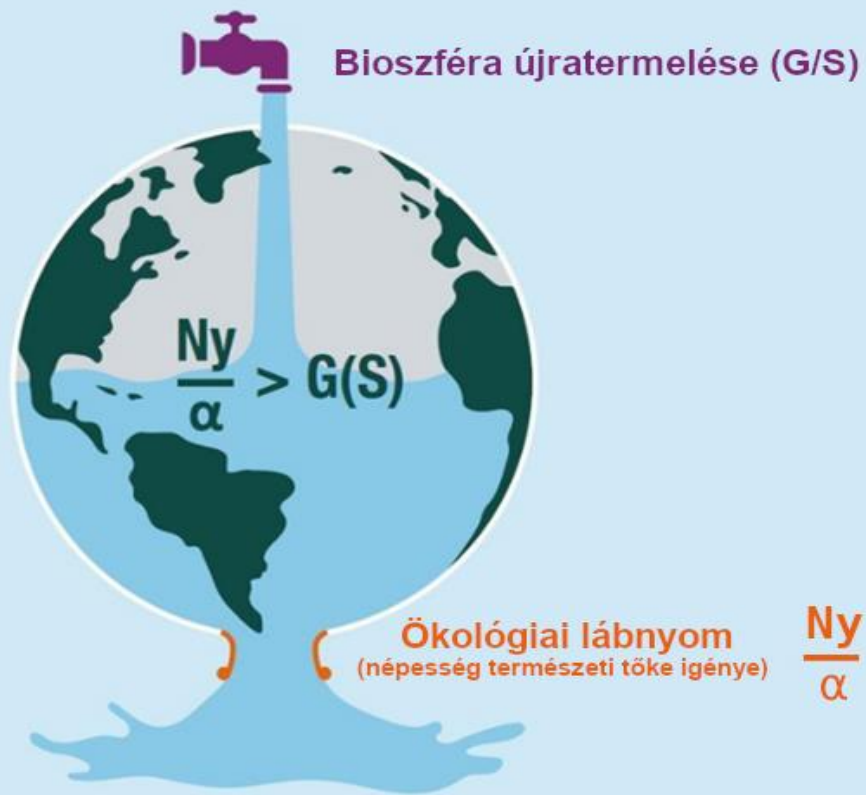 Bioszféra újratermelése (G/S)
Ny
α
> G(S)
Ökológiai lábnyom
(népesség természeti tőke igénye)
Ny
α